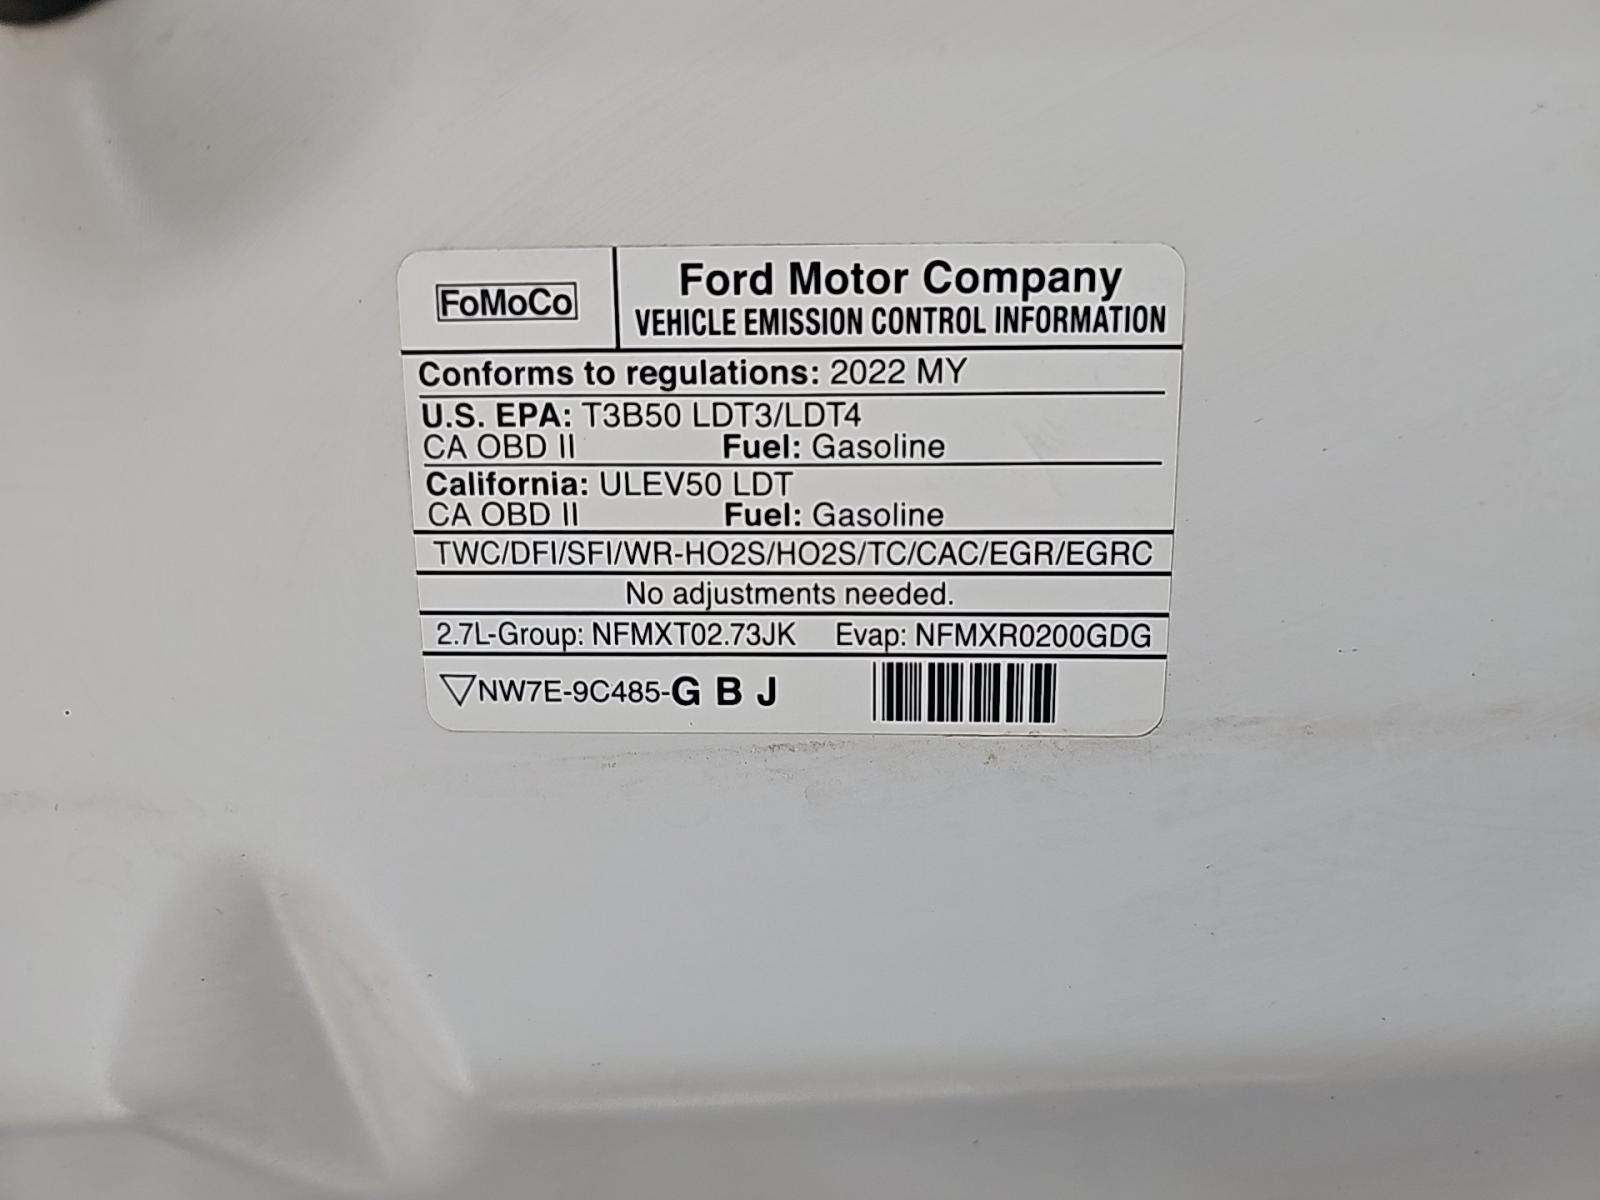 FoMoCo
Ford Motor Company
VEHICLE EMISSION CONTROL INFORMATION
Conforms to regulations: 2022 MY
U.S. EPA: T3B50 LDT3/LDT4
CA OBD II Fuel: Gasoline
California: ULEV50 LDT
CA OBD II Fuel: Gasoline
TWC/DFI/SFI/WR-HO2S/HO2S/TC/CAC/EGR/EGRC
No adjustments needed.
2.7L-Group: NFMXT02.73JK Evap: NFMXR0200GDG
NW7E-9C485-G B J